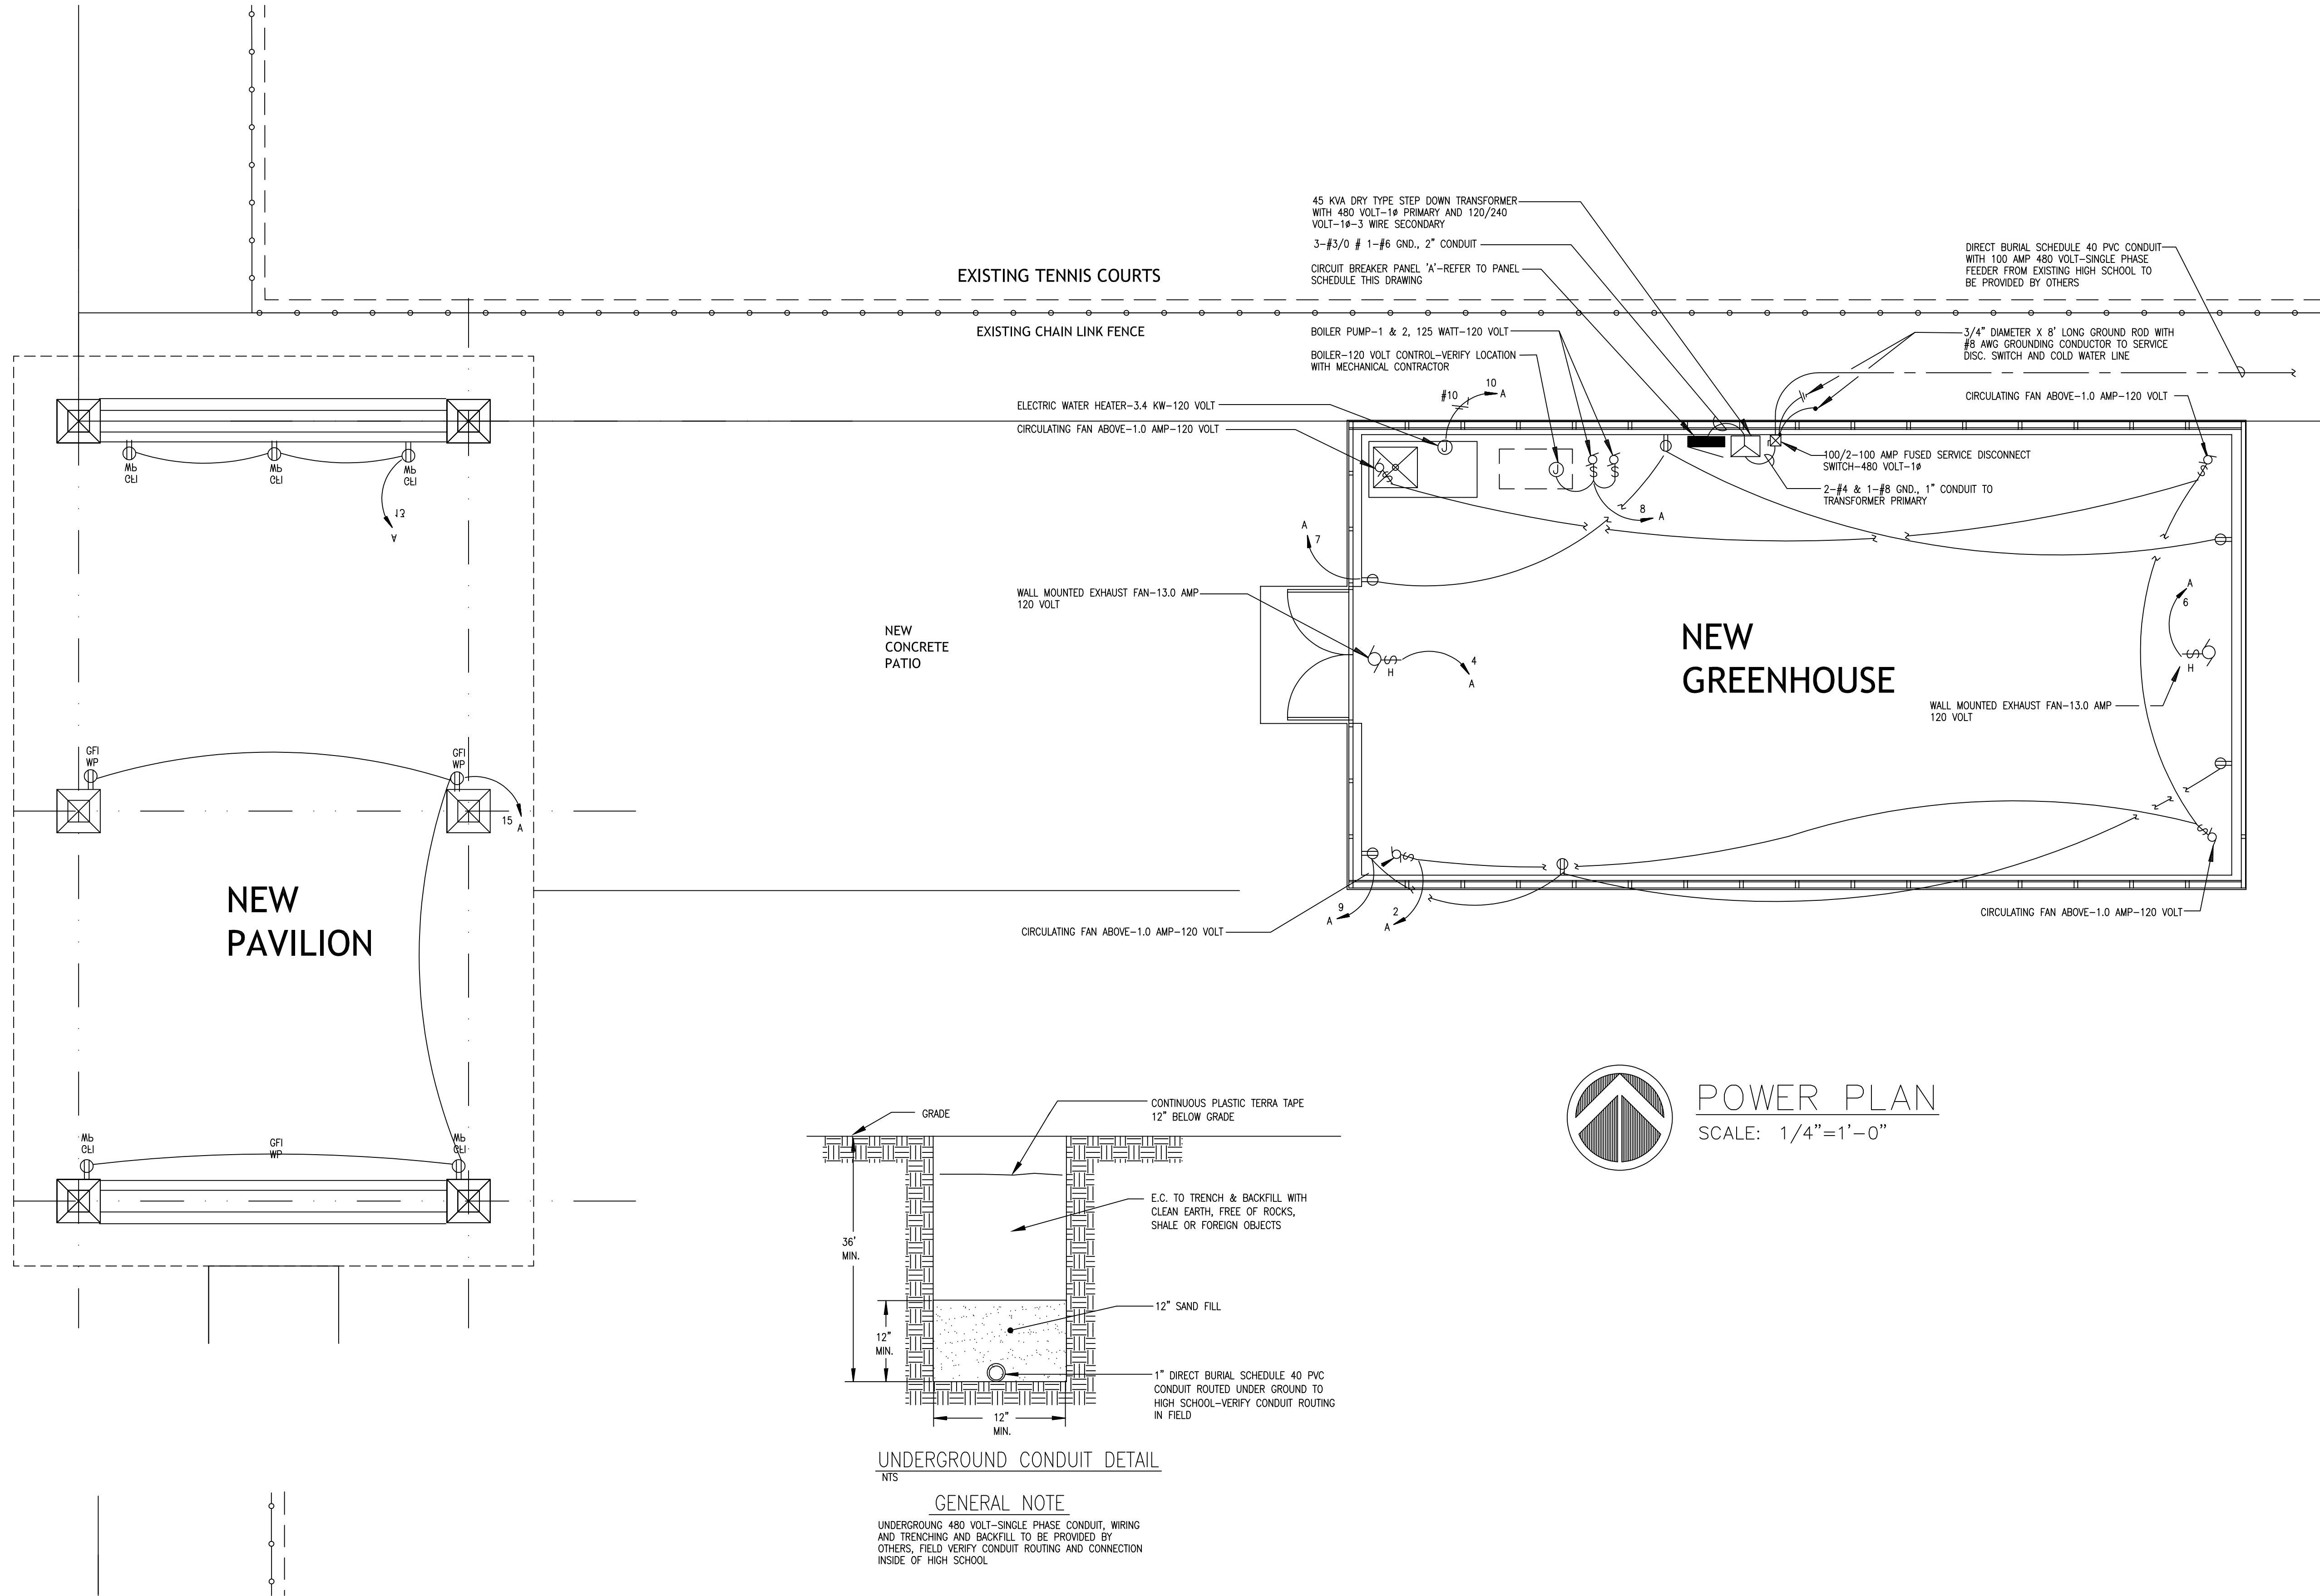 45 KVA DRY TYPE STEP DOWN TRANSFORMER
WITH 480 VOLT-1ø PRIMARY AND 120/240
VOLT-1ø-3 WIRE SECONDARY
3-#3/0 # 1-#6 GND., 2" CONDUIT
CIRCUIT BREAKER PANEL 'A'-REFER TO PANEL
SCHEDULE THIS DRAWING
DIRECT BURIAL SCHEDULE 40 PVC CONDUIT
WITH 100 AMP 480 VOLT-SINGLE PHASE
FEEDER FROM EXISTING HIGH SCHOOL TO
BE PROVIDED BY OTHERS
EXISTING TENNIS COURTS
EXISTING CHAIN LINK FENCE
BOILER PUMP-1 & 2, 125 WATT-120 VOLT
BOILER-120 VOLT CONTROL-VERIFY LOCATION
WITH MECHANICAL CONTRACTOR
3/4" DIAMETER X 8' LONG GROUND ROD WITH
#8 AWG GROUNDING CONDUCTOR TO SERVICE
DISC. SWITCH AND COLD WATER LINE
CIRCULATING FAN ABOVE-1.0 AMP-120 VOLT
ELECTRIC WATER HEATER-3.4 KW-120 VOLT
CIRCULATING FAN ABOVE-1.0 AMP-120 VOLT
#10
10
A
J
J
S
S
S
S
100/2-100 AMP FUSED SERVICE DISCONNECT
SWITCH-480 VOLT-1ø
2-#4 & 1-#8 GND., 1" CONDUIT TO
TRANSFORMER PRIMARY
WP
GFI
WP
GFI
WP
GFI
13
A
8
A
A
7
WALL MOUNTED EXHAUST FAN-13.0 AMP
120 VOLT
NEW
CONCRETE
PATIO
NEW
GREENHOUSE
S
H
4
A
A
6
S
H
WALL MOUNTED EXHAUST FAN-13.0 AMP
120 VOLT
GFI
WP
GFI
WP
15
A
NEW
PAVILION
S
S
9
A
2
A
CIRCULATING FAN ABOVE-1.0 AMP-120 VOLT
CIRCULATING FAN ABOVE-1.0 AMP-120 VOLT
WP
GFI
GFI
WP
WP
GFI
POWER PLAN
SCALE: 1/4"=1'-0"
GRADE
CONTINUOUS PLASTIC TERRA TAPE
12" BELOW GRADE
E.C. TO TRENCH & BACKFILL WITH
CLEAN EARTH, FREE OF ROCKS,
SHALE OR FOREIGN OBJECTS
36'
MIN.
12" SAND FILL
12"
MIN.
1" DIRECT BURIAL SCHEDULE 40 PVC
CONDUIT ROUTED UNDER GROUND TO
HIGH SCHOOL-VERIFY CONDUIT ROUTING
IN FIELD
12"
MIN.
UNDERGROUND CONDUIT DETAIL
NTS
GENERAL NOTE
UNDERGROUNG 480 VOLT-SINGLE PHASE CONDUIT, WIRING
AND TRENCHING AND BACKFILL TO BE PROVIDED BY
OTHERS, FIELD VERIFY CONDUIT ROUTING AND CONNECTION
INSIDE OF HIGH SCHOOL